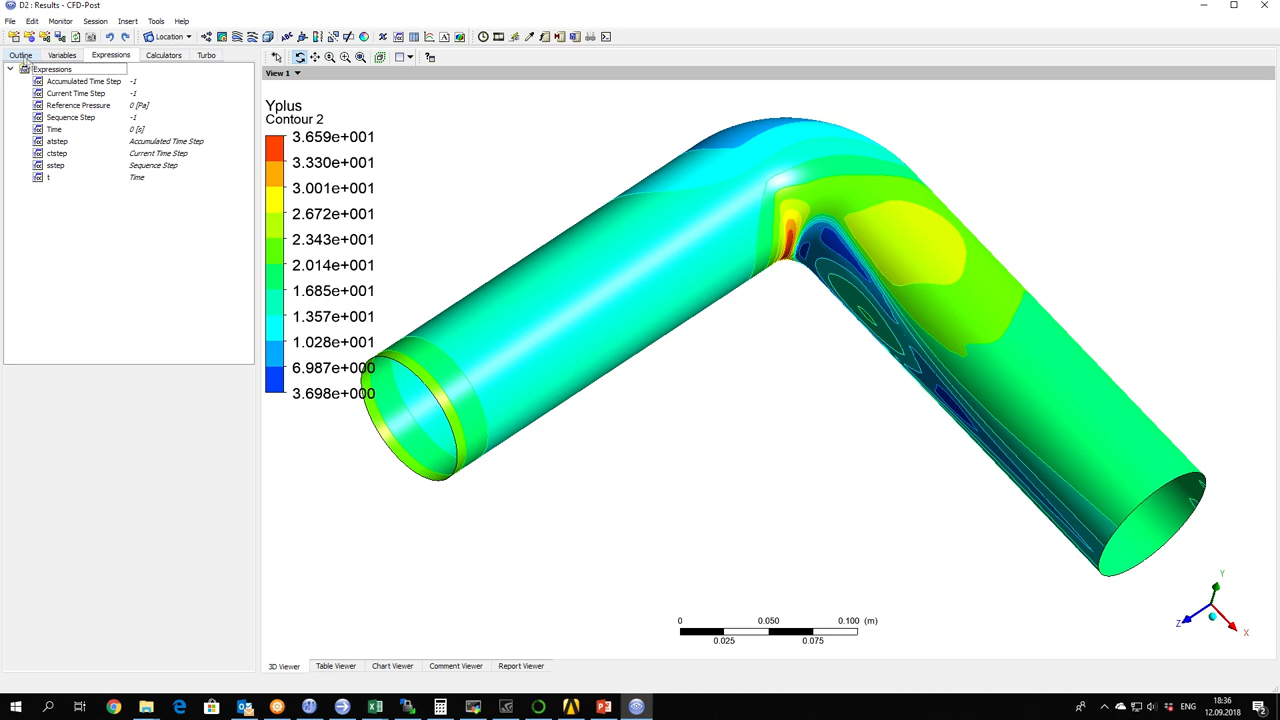 D2 : Results - CFD-Post
File Edit Monitor Session Insert Tools Help
Location
Outline Variables Expressions Calculators Turbo
Expressions
Accumulated Time Step -1
Current Time Step -1
Reference Pressure 0 [Pa]
Sequence Step -1
Time 0 [s]
atstep Accumulated Time Step
ctstep Current Time Step
sstep Sequence Step
t Time
View 1
Yplus
Contour 2
3.659e+001
3.330e+001
3.001e+001
2.672e+001
2.343e+001
2.014e+001
1.685e+001
1.357e+001
1.028e+001
6.987e+000
3.698e+000
0 0.050 0.100 (m)
0.025 0.075
Y
Z
X
3D Viewer Table Viewer Chart Viewer Comment Viewer Report Viewer
ENG
18:36
12.09.2018
2